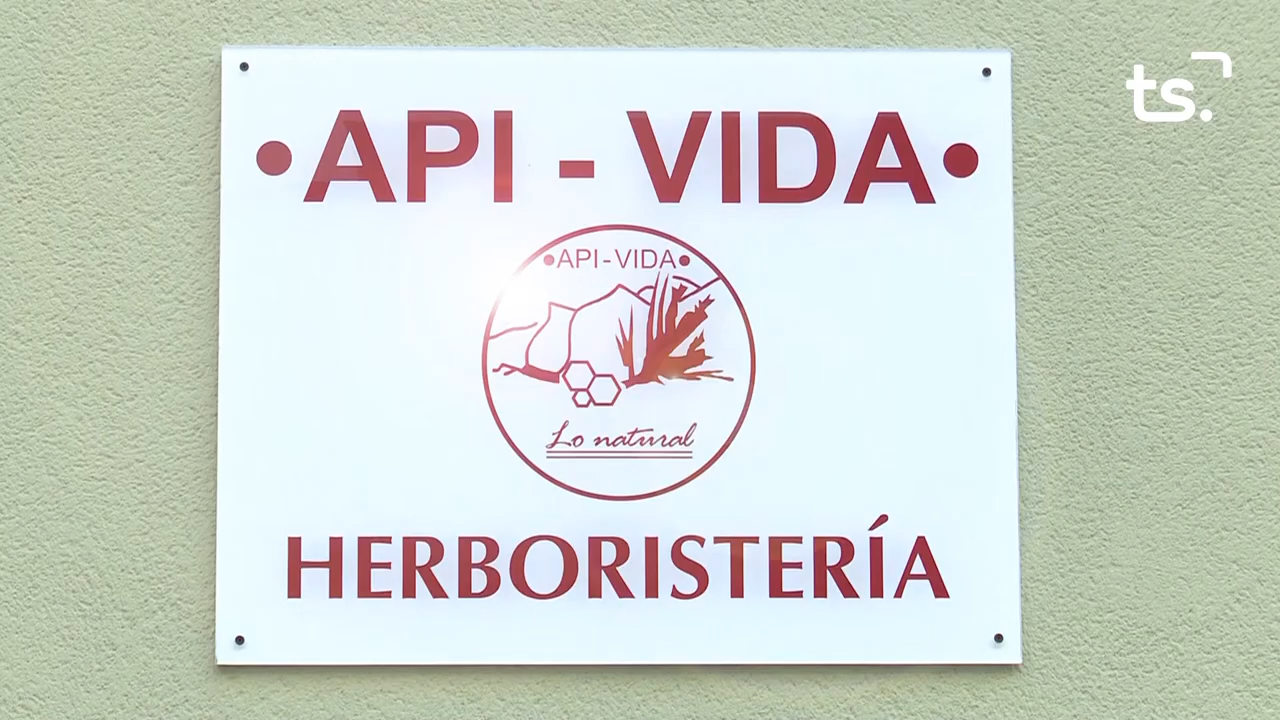 ts.
•API - VIDA•
•API-VIDA•
Lo natural
HERBORISTERÍA